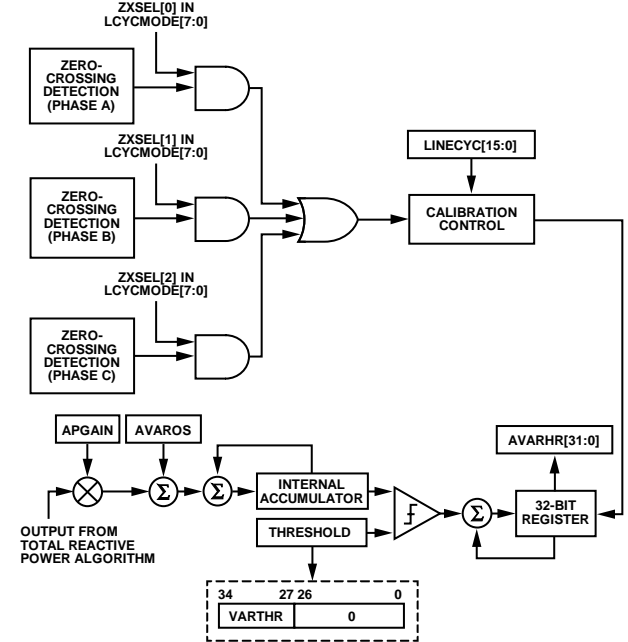 ZXSEL[0] IN
LCYCMODE[7:0]
ZERO-
CROSSING
DETECTION
(PHASE A)
ZXSEL[1] IN
LCYCMODE[7:0]
ZERO-
CROSSING
DETECTION
(PHASE B)
LINECYC[15:0]
CALIBRATION
CONTROL
ZXSEL[2] IN
LCYCMODE[7:0]
ZERO-
CROSSING
DETECTION
(PHASE C)
APGAIN
AVAROS
AVARHR[31:0]
Σ
Σ
INTERNAL
ACCUMULATOR
Σ
32-BIT
REGISTER
OUTPUT FROM
TOTAL REACTIVE
POWER ALGORITHM
THRESHOLD
34 27 26 0
VARTHR 0